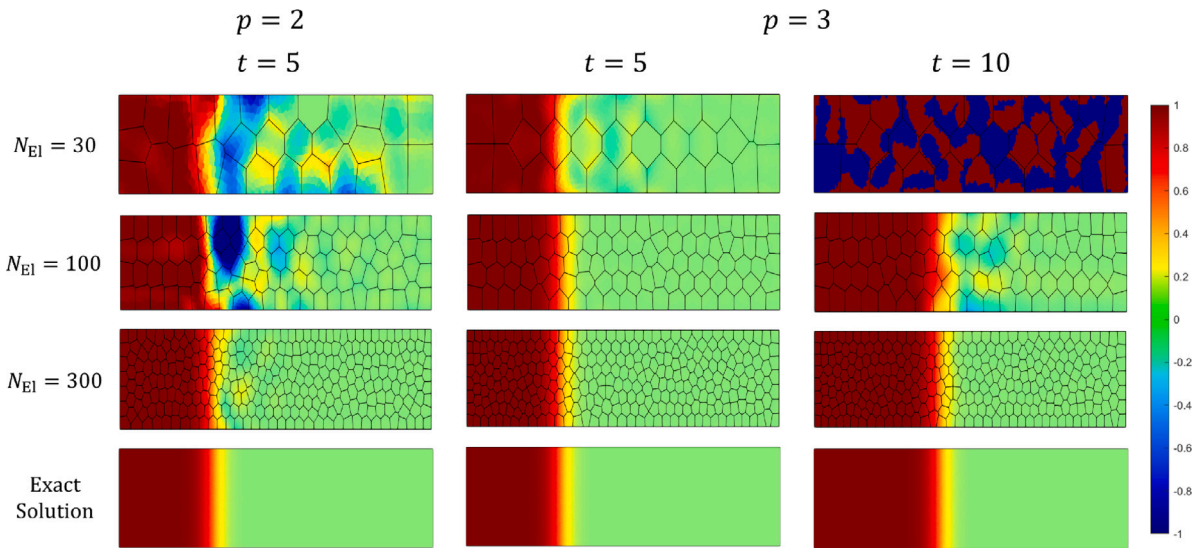 p = 2
p = 3
t = 5
t = 5
t = 10
N_El = 30
N_El = 100
N_El = 300
Exact
Solution
1
0.8
0.6
0.4
0.2
0
-0.2
-0.4
-0.6
-0.8
-1